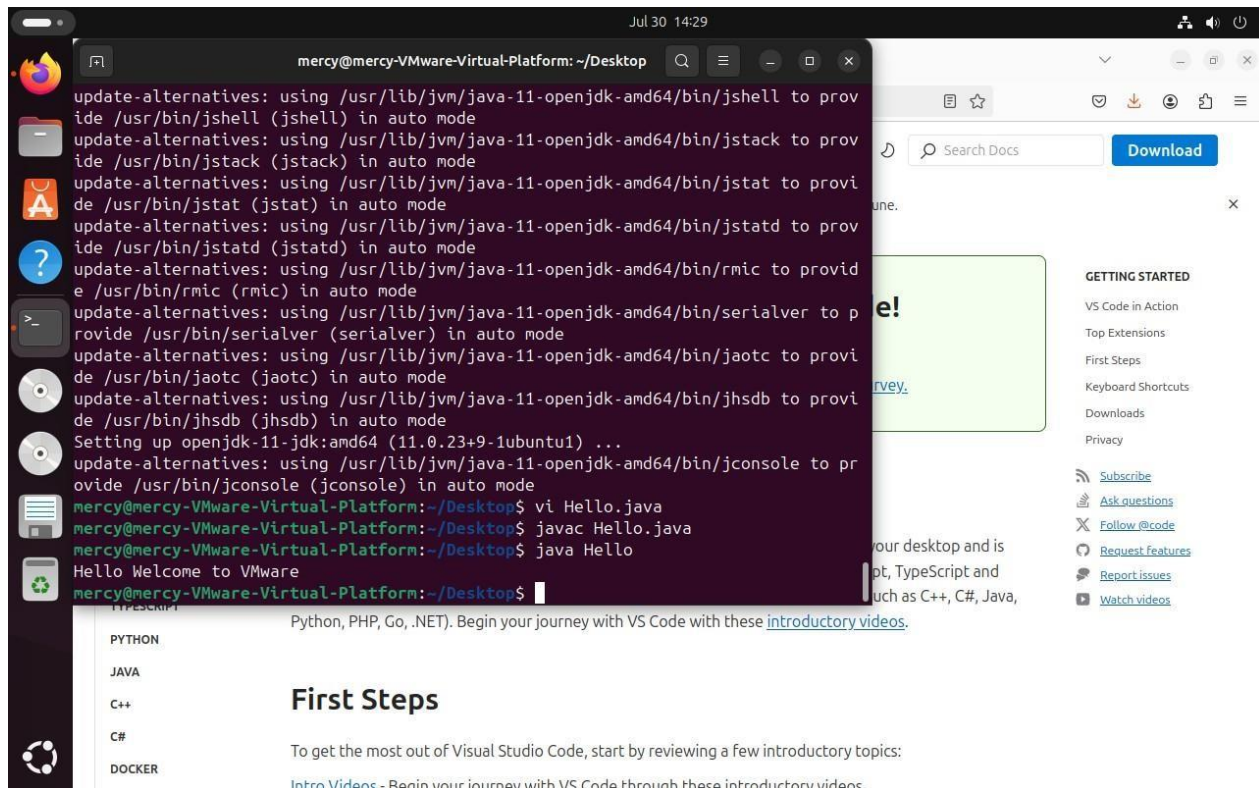 Jul 30 14:29
mercy@mercy-VMware-Virtual-Platform: ~/Desktop
update-alternatives: using /usr/lib/jvm/java-11-openjdk-amd64/bin/jshell to prov
ide /usr/bin/jshell (jshell) in auto mode
update-alternatives: using /usr/lib/jvm/java-11-openjdk-amd64/bin/jstack to prov
ide /usr/bin/jstack (jstack) in auto mode
update-alternatives: using /usr/lib/jvm/java-11-openjdk-amd64/bin/jstat to provi
de /usr/bin/jstat (jstat) in auto mode
update-alternatives: using /usr/lib/jvm/java-11-openjdk-amd64/bin/jstatd to prov
ide /usr/bin/jstatd (jstatd) in auto mode
update-alternatives: using /usr/lib/jvm/java-11-openjdk-amd64/bin/rmic to provid
e /usr/bin/rmic (rmic) in auto mode
update-alternatives: using /usr/lib/jvm/java-11-openjdk-amd64/bin/serialver to p
rovide /usr/bin/serialver (serialver) in auto mode
update-alternatives: using /usr/lib/jvm/java-11-openjdk-amd64/bin/jaotc to provi
de /usr/bin/jaotc (jaotc) in auto mode
update-alternatives: using /usr/lib/jvm/java-11-openjdk-amd64/bin/jhsdb to provi
de /usr/bin/jhsdb (jhsdb) in auto mode
Setting up openjdk-11-jdk:amd64 (11.0.23+9-1ubuntu1) ...
update-alternatives: using /usr/lib/jvm/java-11-openjdk-amd64/bin/jconsole to pr
ovide /usr/bin/jconsole (jconsole) in auto mode
mercy@mercy-VMware-Virtual-Platform:~/Desktop$ vi Hello.java
mercy@mercy-VMware-Virtual-Platform:~/Desktop$ javac Hello.java
mercy@mercy-VMware-Virtual-Platform:~/Desktop$ java Hello
Hello Welcome to VMware
mercy@mercy-VMware-Virtual-Platform:~/Desktop$
Search Docs
Download
une.
e!
rvey.
your desktop and is
pt, TypeScript and
uch as C++, C#, Java,
Python, PHP, Go, .NET). Begin your journey with VS Code with these introductory videos.
First Steps
To get the most out of Visual Studio Code, start by reviewing a few introductory topics:
Intro Videos - Begin your journey with VS Code through these introductory videos.
TYPESCRIPT
PYTHON
JAVA
C++
C#
DOCKER
GETTING STARTED
VS Code in Action
Top Extensions
First Steps
Keyboard Shortcuts
Downloads
Privacy
Subscribe
Ask questions
Follow @code
Request features
Report issues
Watch videos